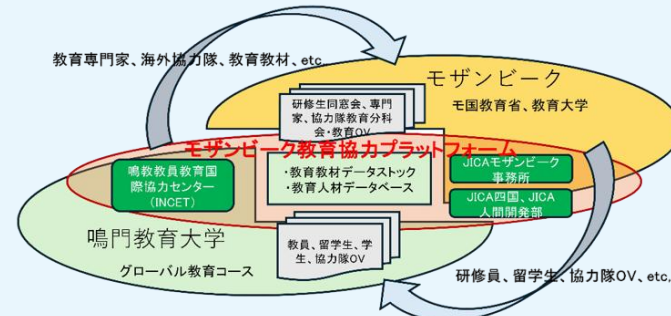 教育専門家、海外協力隊、教育教材、etc.
モザンビーク
モ国教育省、教育大学
研修生同窓会、専門
家、協力隊教育分科
会・教育OV
モザンビーク教育協力プラットフォーム
鳴教教員教育国
際協力センター
(INCET)
・教育教材データストック
・教育人材データベース
JICAモザンビーク
事務所
JICA四国、JICA
人間開発部
鳴門教育大学
グローバル教育コース
教員、留学生、学
生、協力隊OV
研修員、留学生、協力隊OV、etc.